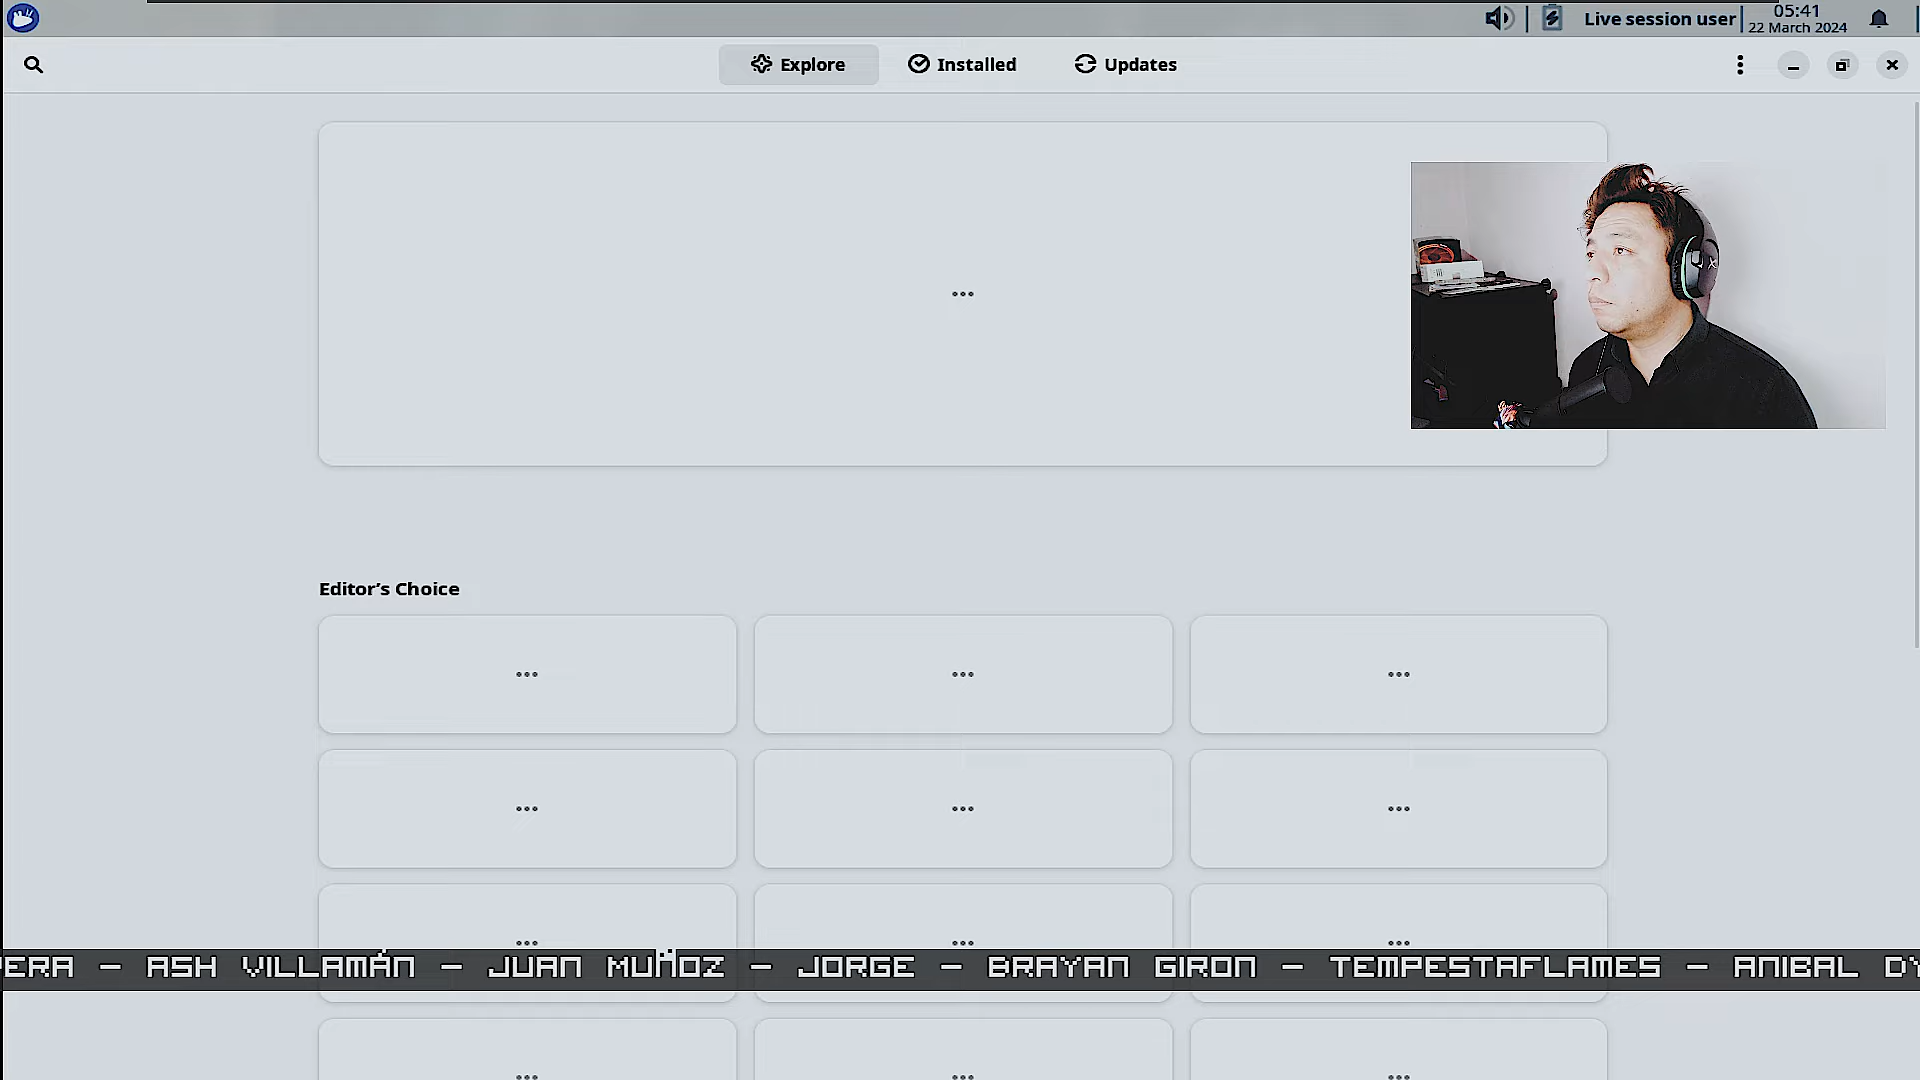 Live session user
05:41
22 March 2024
Explore
Installed
Updates
Editor’s Choice
ASH VILLAMÁN — JUAN MUÑOZ — JORGE — BRAYAN GIRON — TEMPESTAFLAMES — ANIBAL